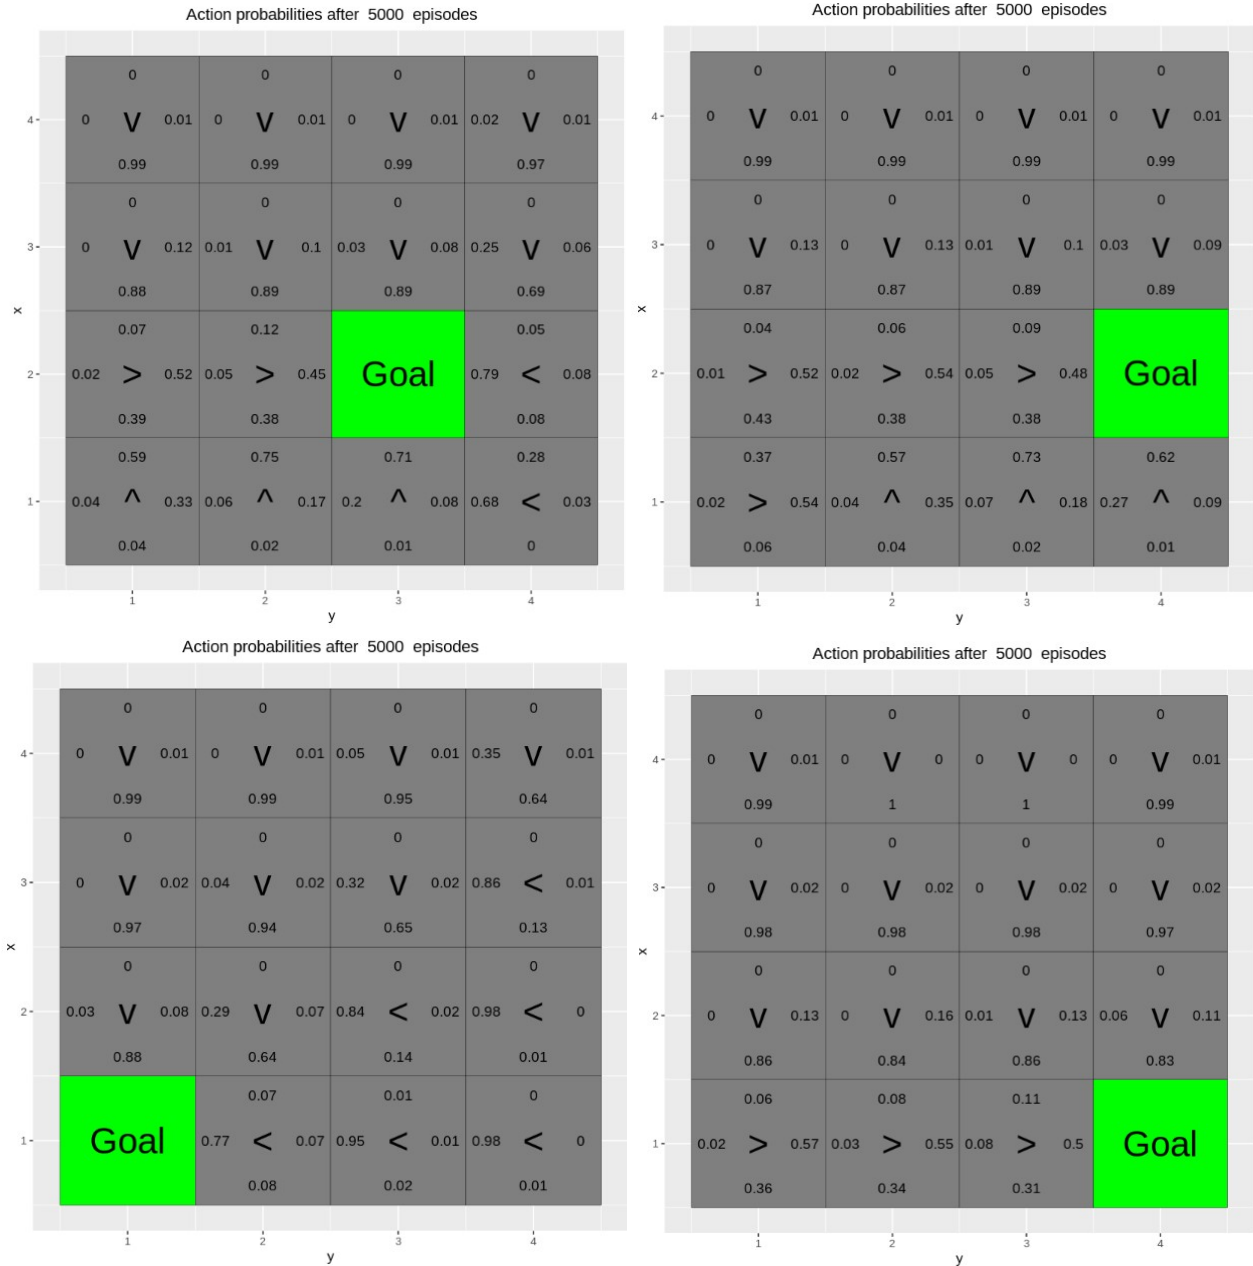 Action probabilities after 5000 episodes
0 0 0 0
4 0 V 0.01 0 V 0.01 0 V 0.01 0.02 V 0.01
0.99 0.99 0.99 0.97
0 0 0 0
3 0 V 0.12 0.01 V 0.1 0.03 V 0.08 0.25 V 0.06
0.88 0.89 0.89 0.69
x
0.07 0.12 0.05
2 0.02 > 0.52 0.05 > 0.45 Goal 0.79 < 0.08
0.39 0.38 0.08
0.59 0.75 0.71 0.28
1 0.04 ^ 0.33 0.06 ^ 0.17 0.2 ^ 0.08 0.68 < 0.03
0.04 0.02 0.01 0
1 2 3 4
y
Action probabilities after 5000 episodes
0 0 0 0
4 0 V 0.01 0 V 0.01 0 V 0.01 0 V 0.01
0.99 0.99 0.99 0.99
0 0 0 0
3 0 V 0.13 0 V 0.13 0.01 V 0.1 0.03 V 0.09
0.87 0.87 0.89 0.89
x
0.04 0.06 0.09
2 0.01 > 0.52 0.02 > 0.54 0.05 > 0.48 Goal
0.43 0.38 0.38
0.37 0.57 0.73 0.62
1 0.02 > 0.54 0.04 ^ 0.35 0.07 ^ 0.18 0.27 ^ 0.09
0.06 0.04 0.02 0.01
1 2 3 4
y
Action probabilities after 5000 episodes
0 0 0 0
4 0 V 0.01 0 V 0.01 0.05 V 0.01 0.35 V 0.01
0.99 0.99 0.95 0.64
0 0 0 0
3 0 V 0.02 0.04 V 0.02 0.32 V 0.02 0.86 < 0.01
0.97 0.94 0.65 0.13
x
0 0 0 0
2 0.03 V 0.08 0.29 V 0.07 0.84 < 0.02 0.98 < 0
0.88 0.64 0.14 0.01
0.07 0.01 0
1 Goal 0.77 < 0.07 0.95 < 0.01 0.98 < 0
0.08 0.02 0.01
1 2 3 4
y
Action probabilities after 5000 episodes
0 0 0 0
4 0 V 0.01 0 V 0 0 V 0 0 V 0.01
0.99 1 1 0.99
0 0 0 0
3 0 V 0.02 0 V 0.02 0 V 0.02 0 V 0.02
0.98 0.98 0.98 0.97
x
0 0 0 0
2 0 V 0.13 0 V 0.16 0.01 V 0.13 0.06 V 0.11
0.86 0.84 0.86 0.83
0.06 0.08 0.11
1 0.02 > 0.57 0.03 > 0.55 0.08 > 0.5 Goal
0.36 0.34 0.31
1 2 3 4
y